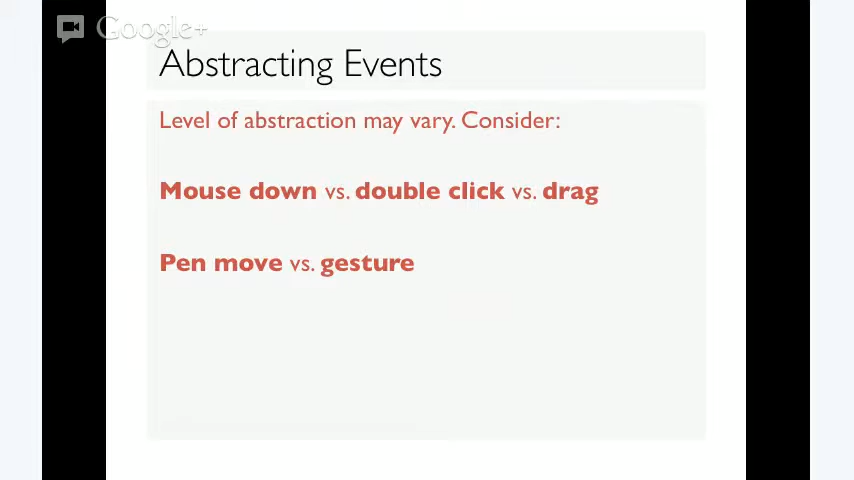 Google+
Abstracting Events
Level of abstraction may vary. Consider:
Mouse down vs. double click vs. drag
Pen move vs. gesture